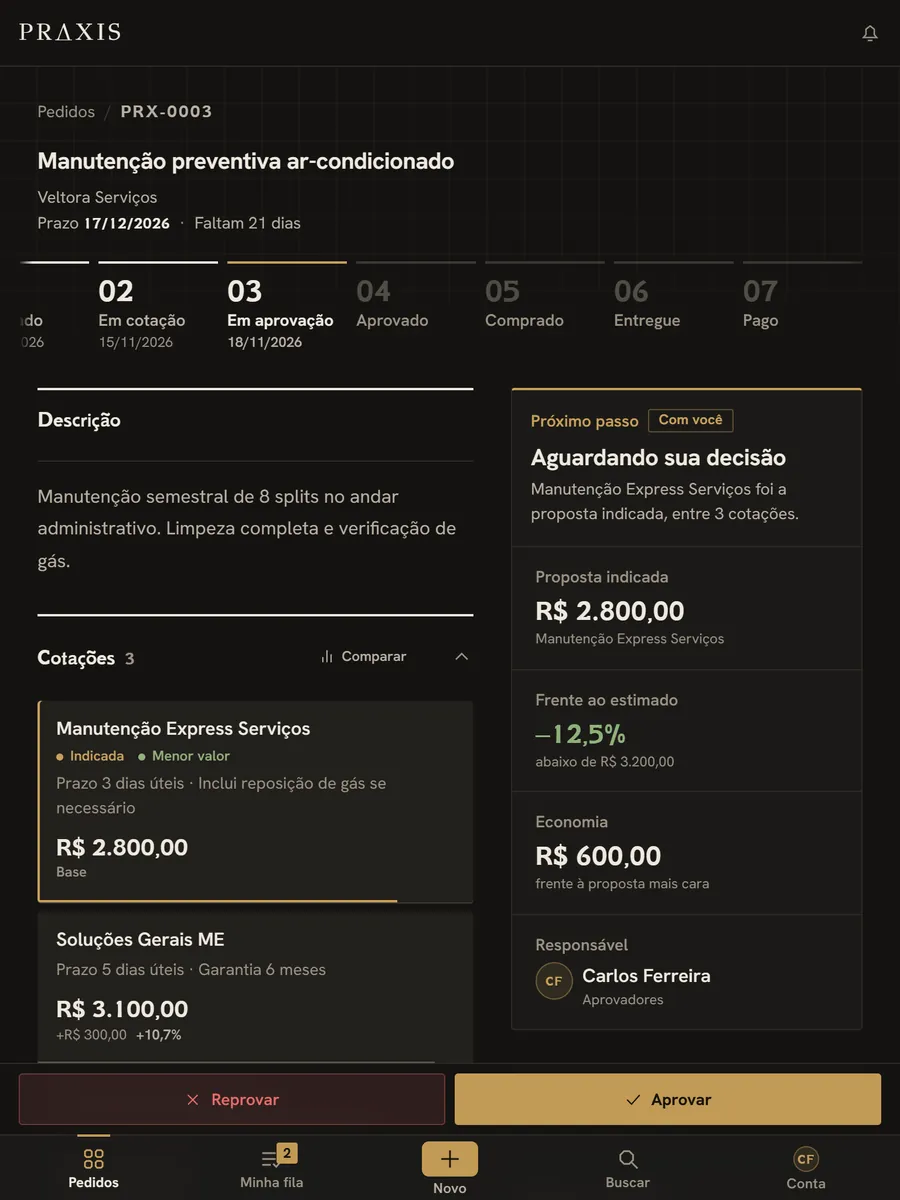 PRΛXIS
Pedidos / PRX-0003
Manutenção preventiva ar-condicionado
Veltora Serviços
Prazo 17/12/2026 · Faltam 21 dias
02
Em cotação
15/11/2026
03
Em aprovação
18/11/2026
04
Aprovado
05
Comprado
06
Entregue
07
Pago
Descrição
Manutenção semestral de 8 splits no andar
administrativo. Limpeza completa e verificação de
gás.
Cotações 3
Comparar
Manutenção Express Serviços
Indicada Menor valor
Prazo 3 dias úteis · Inclui reposição de gás se
necessário
R$ 2.800,00
Base
Soluções Gerais ME
Prazo 5 dias úteis · Garantia 6 meses
R$ 3.100,00
+R$ 300,00 +10,7%
Próximo passo Com você
Aguardando sua decisão
Manutenção Express Serviços foi a
proposta indicada, entre 3 cotações.
Proposta indicada
R$ 2.800,00
Manutenção Express Serviços
Frente ao estimado
–12,5%
abaixo de R$ 3.200,00
Economia
R$ 600,00
frente à proposta mais cara
Responsável
CF
Carlos Ferreira
Aprovadores
Reprovar
Aprovar
Pedidos
2
Minha fila
Novo
Buscar
CF
Conta